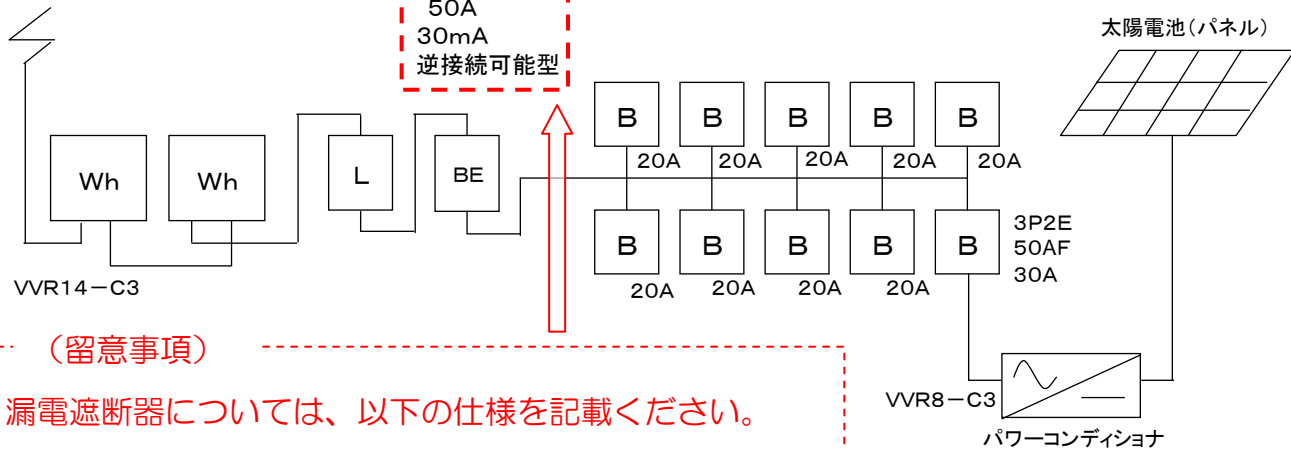 50A
30mA
逆接続可能型
太陽電池(パネル)
B B B B B
20A 20A 20A 20A 20A
Wh Wh L BE
B B B B B
20A 20A 20A 20A
3P2E
50AF
30A
VVR14-C3
(留意事項)
VVR8-C3
漏電遮断器については、以下の仕様を記載ください。
パワーコンディショナ